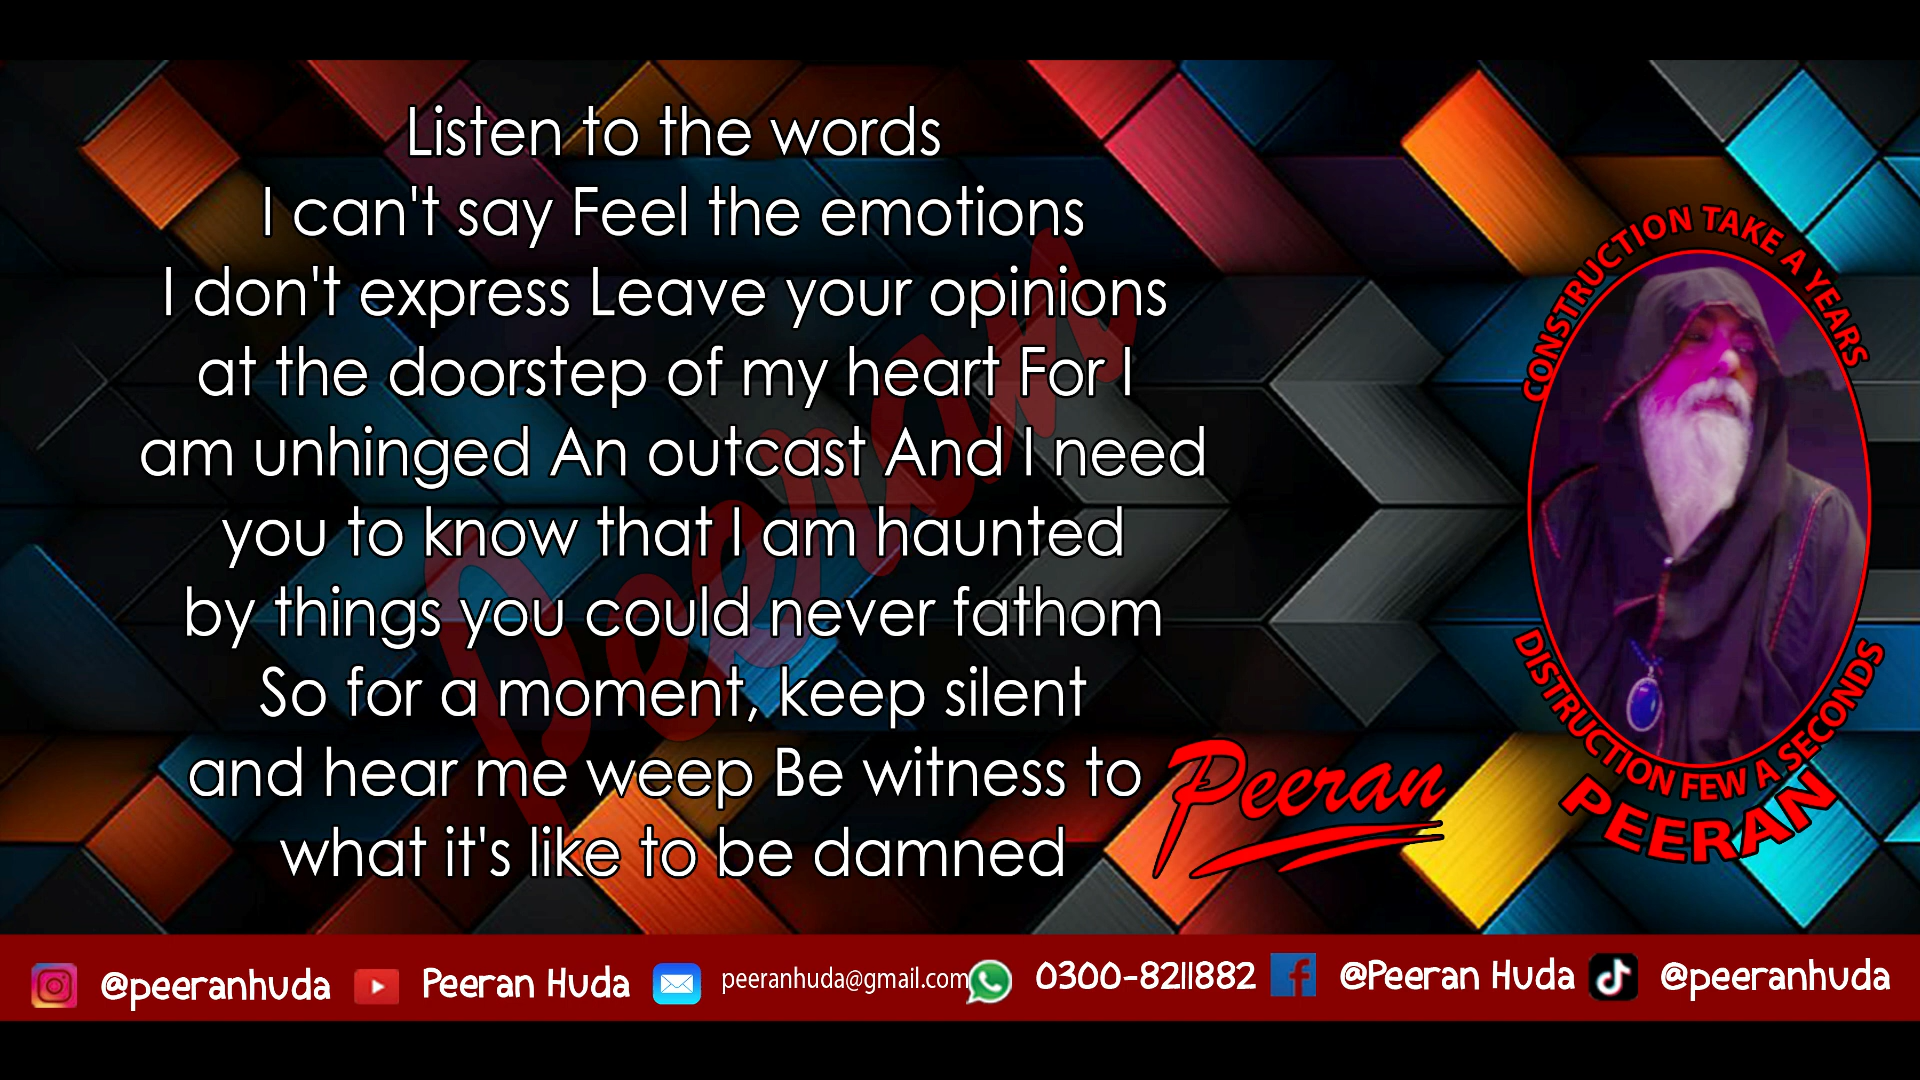 Listen to the words
I can't say Feel the emotions
I don't express Leave your opinions
at the doorstep of my heart For I
am unhinged An outcast And I need
you to know that I am haunted
by things you could never fathom
So for a moment, keep silent
and hear me weep Be witness to
what it's like to be damned
Peeran
Peeran
CONSTRUCTION TAKE A YEARS
DISTRUCTION FEW A SECONDS
PEERAN
@peeranhuda Peeran Huda peeranhuda@gmail.com 0300-8211882 @Peeran Huda @peeranhuda